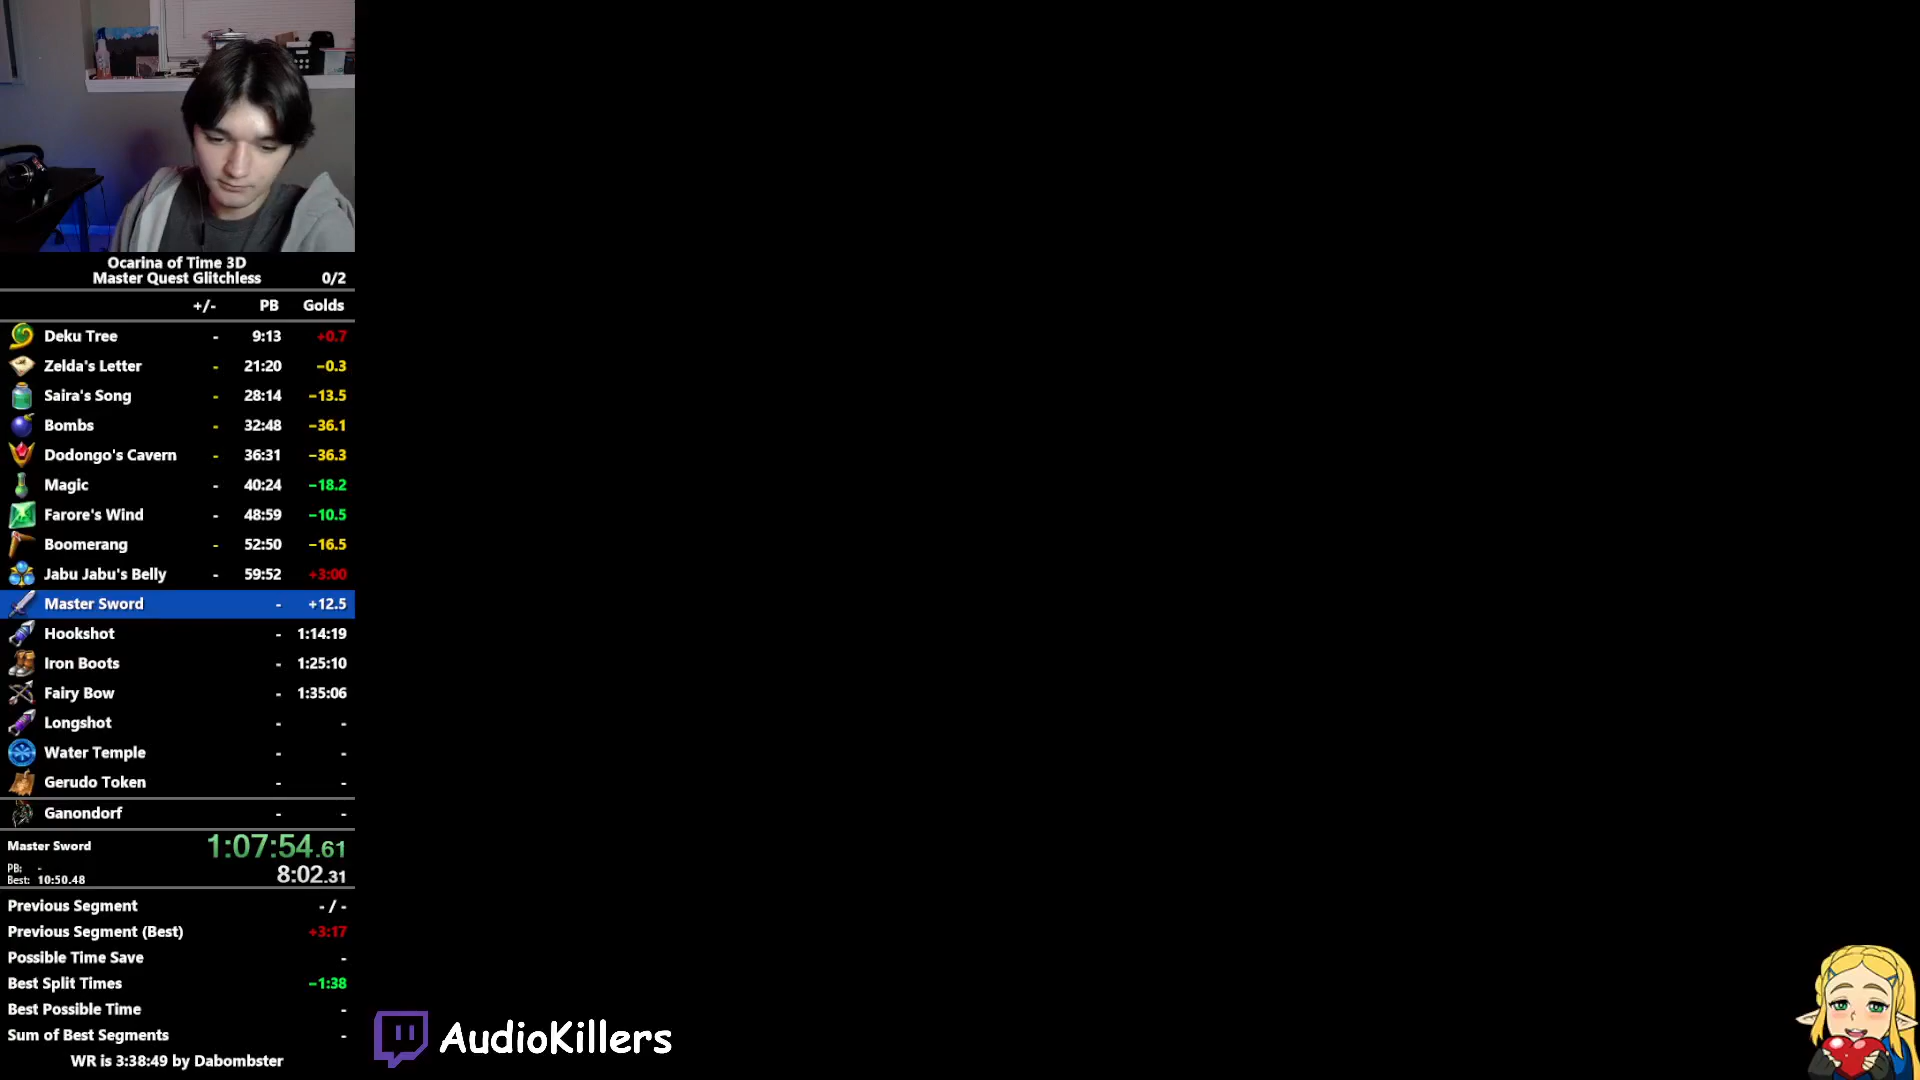 Ocarina of Time 3D
Master Quest Glitchless 0/2
+/- PB Golds
Deku Tree - 9:13 +0.7
Zelda's Letter - 21:20 −0.3
Saira's Song - 28:14 −13.5
Bombs - 32:48 −36.1
Dodongo's Cavern - 36:31 −36.3
Magic - 40:24 −18.2
Farore's Wind - 48:59 −10.5
Boomerang - 52:50 −16.5
Jabu Jabu's Belly - 59:52 +3:00
Master Sword - +12.5
Hookshot - 1:14:19
Iron Boots - 1:25:10
Fairy Bow - 1:35:06
Longshot - -
Water Temple - -
Gerudo Token - -
Ganondorf - -
Master Sword 1:07:54.61
PB: -
Best: 10:50.48 8:02.31
Previous Segment - / -
Previous Segment (Best) +3:17
Possible Time Save -
Best Split Times −1:38
Best Possible Time -
Sum of Best Segments -
WR is 3:38:49 by Dabombster
AudioKillers